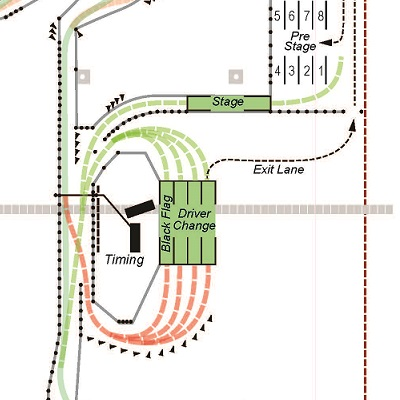 5 6 7 8
Pre
Stage
4 3 2 1
Stage
Exit Lane
Black Flag
Driver
Change
Timing